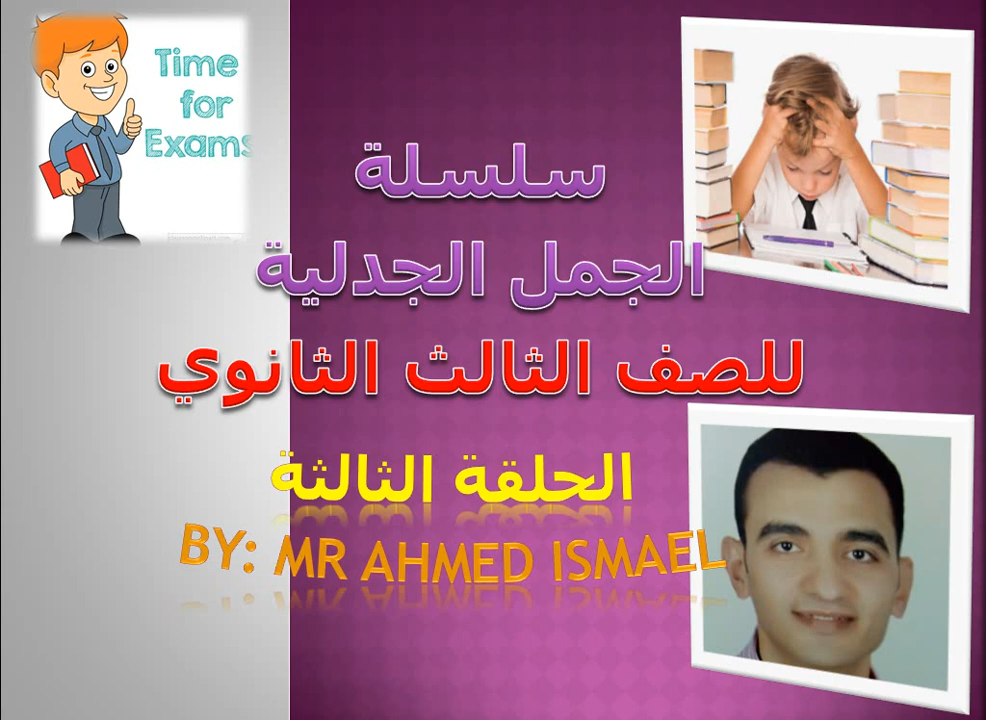 Time
for
Exams
سلسلة
الجمل الجدلية
للصف الثالث الثانوي
الحلقة الثالثة
BY: MR AHMED ISMAEL